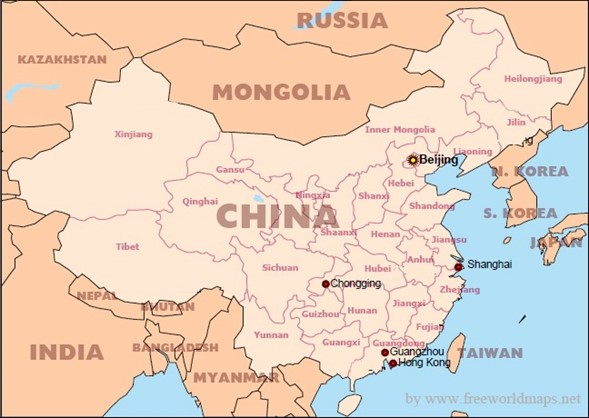 RUSSIA
KAZAKHSTAN
MONGOLIA
Heilongjiang
Jilin
Xinjiang
Inner Mongolia
Liaoning
Beijing
Gansu
Hebei
N. KOREA
Qinghai
Ningxia
Shanxi
Shandong
CHINA
S. KOREA
Shaanxi
Henan
Jiangsu
JAPAN
Tibet
Anhui
Sichuan
Hubei
Shanghai
Chongging
Zhejiang
NEPAL
BHUTAN
Jiangxi
Guizhou
Hunan
Fujian
Yunnan
Guangxi
Guangdong
INDIA
BANGLADESH
Guangzhou
TAIWAN
Hong Kong
MYANMAR
by www.freeworldmaps.net